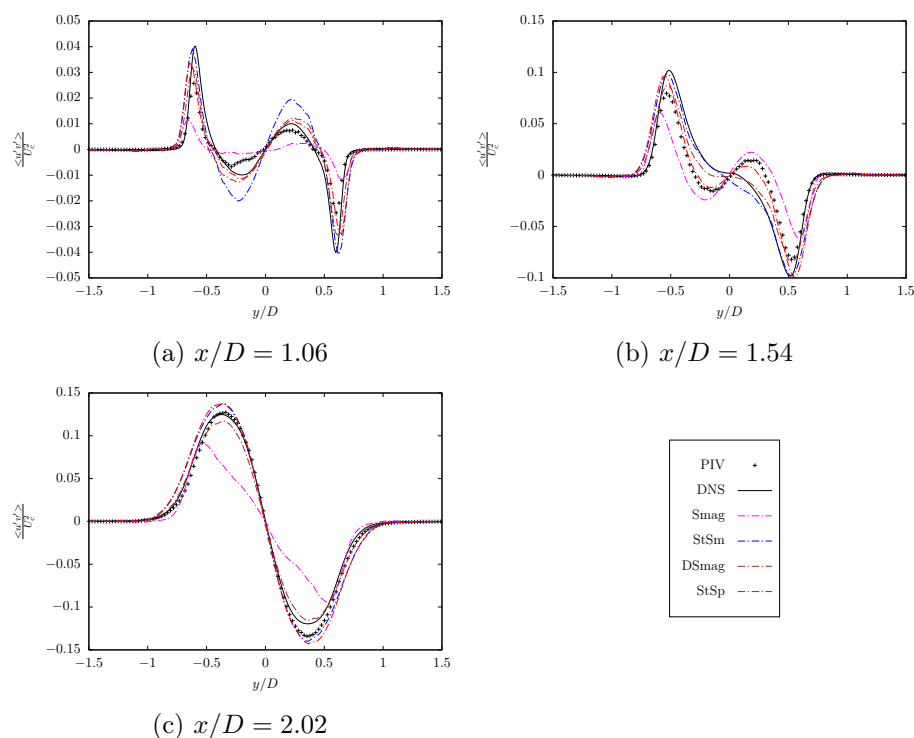 0.05
0.04
0.03
0.02
0.01
0
−0.01
−0.02
−0.03
−0.04
−0.05
<u'v'>
U_c^2
−1.5 −1 −0.5 0 0.5 1 1.5
y/D
(a) x/D = 1.06
0.15
0.1
0.05
0
−0.05
−0.1
<u'v'>
U_c^2
−1.5 −1 −0.5 0 0.5 1 1.5
y/D
(b) x/D = 1.54
0.15
0.1
0.05
0
−0.05
−0.1
−0.15
<u'v'>
U_c^2
−1.5 −1 −0.5 0 0.5 1 1.5
y/D
(c) x/D = 2.02
PIV
DNS
Smag
StSm
DSmag
StSp